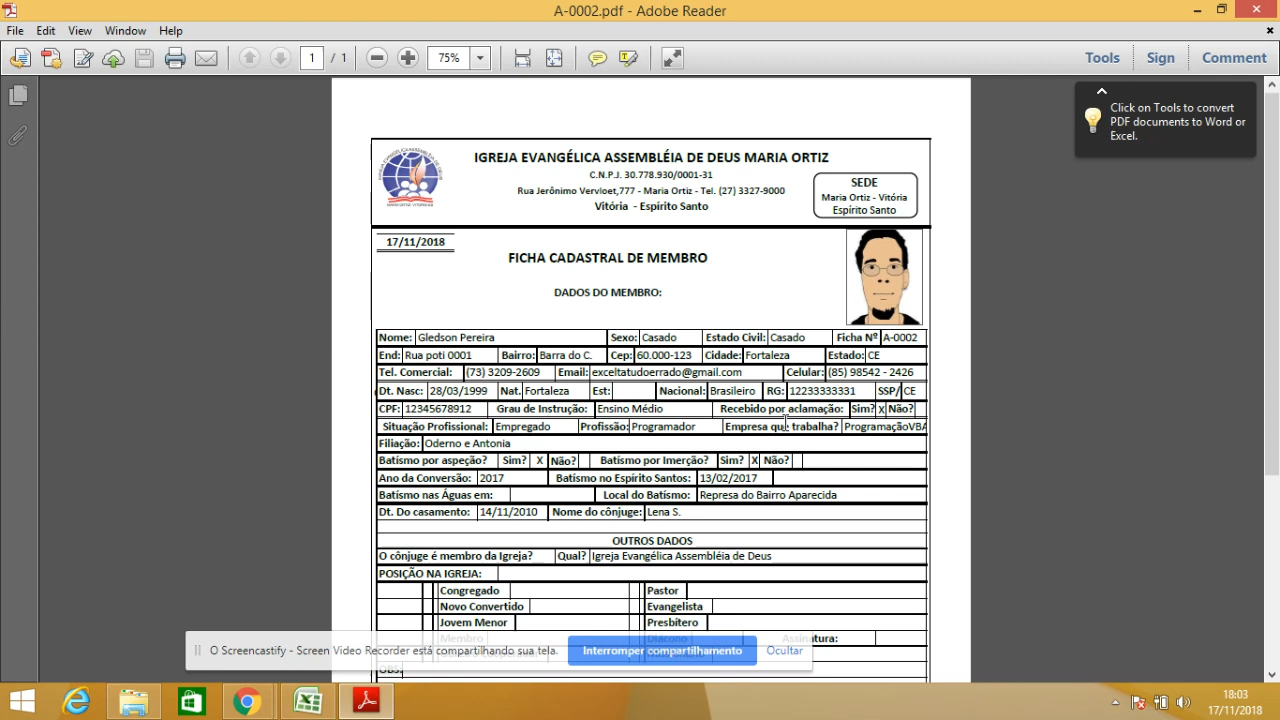 A-0002.pdf - Adobe Reader
File Edit View Window Help
1 / 1 75% Tools Sign Comment
Click on Tools to convert
PDF documents to Word or
Excel.
IGREJA EVANGÉLICA ASSEMBLÉIA DE DEUS MARIA ORTIZ
C.N.P.J. 30.778.930/0001-31
Rua Jerônimo Vervloet,777 - Maria Ortiz - Tel. (27) 3327-9000
Vitória - Espírito Santo
SEDE
Maria Ortiz - Vitória
Espírito Santo
17/11/2018
FICHA CADASTRAL DE MEMBRO
DADOS DO MEMBRO:
Nome: Gledson Pereira Sexo: Casado Estado Civil: Casado Ficha Nº A-0002
End: Rua poti 0001 Bairro: Barra do C. Cep: 60.000-123 Cidade: Fortaleza Estado: CE
Tel. Comercial: (73) 3209-2609 Email: exceltatudoerrado@gmail.com Celular: (85) 98542 - 2426
Dt. Nasc: 28/03/1999 Nat. Fortaleza Est: Nacional: Brasileiro RG: 12233333331 SSP/ CE
CPF: 12345678912 Grau de Instrução: Ensino Médio Recebido por aclamação: Sim? X Não?
Situação Profissional: Empregado Profissão: Programador Empresa que trabalha? ProgramaçãoVBA
Filiação: Oderno e Antonia
Batismo por aspeção? Sim? X Não? Batismo por Imerção? Sim? X Não?
Ano da Conversão: 2017 Batismo no Espírito Santos: 13/02/2017
Batismo nas Águas em: Local do Batismo: Represa do Bairro Aparecida
Dt. Do casamento: 14/11/2010 Nome do cônjuge: Lena S.
OUTROS DADOS
O cônjuge é membro da Igreja? Qual? Igreja Evangélica Assembléia de Deus
POSIÇÃO NA IGREJA:
Congregado Pastor
Novo Convertido Evangelista
Jovem Menor Presbítero
Membro Diacono Assinatura:
O Screencastify - Screen Video Recorder está compartilhando sua tela. Interromper compartilhamento Ocultar
OBS:
18:03
17/11/2018